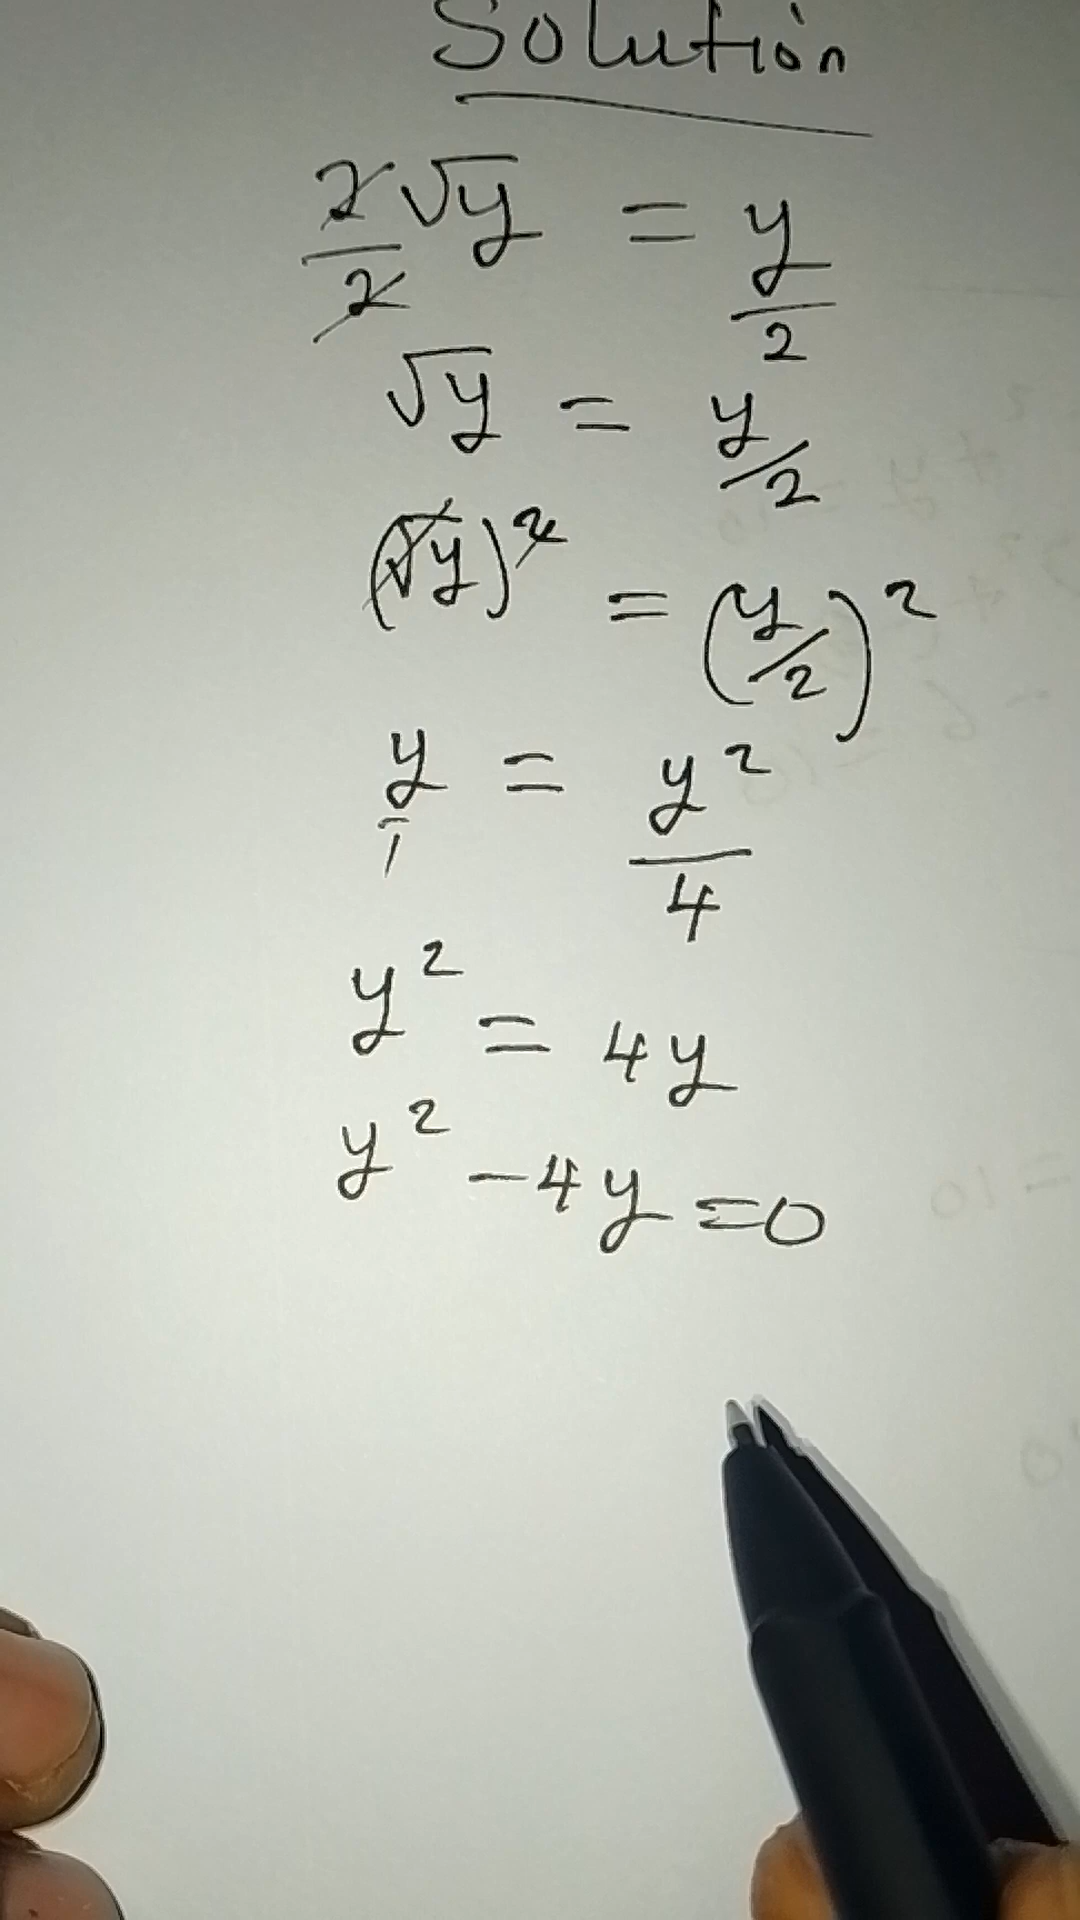 Solution
2√y/2 = y/2
√y = y/2
(√y)² = (y/2)²
y/1 = y²/4
y² = 4y
y² - 4y = 0